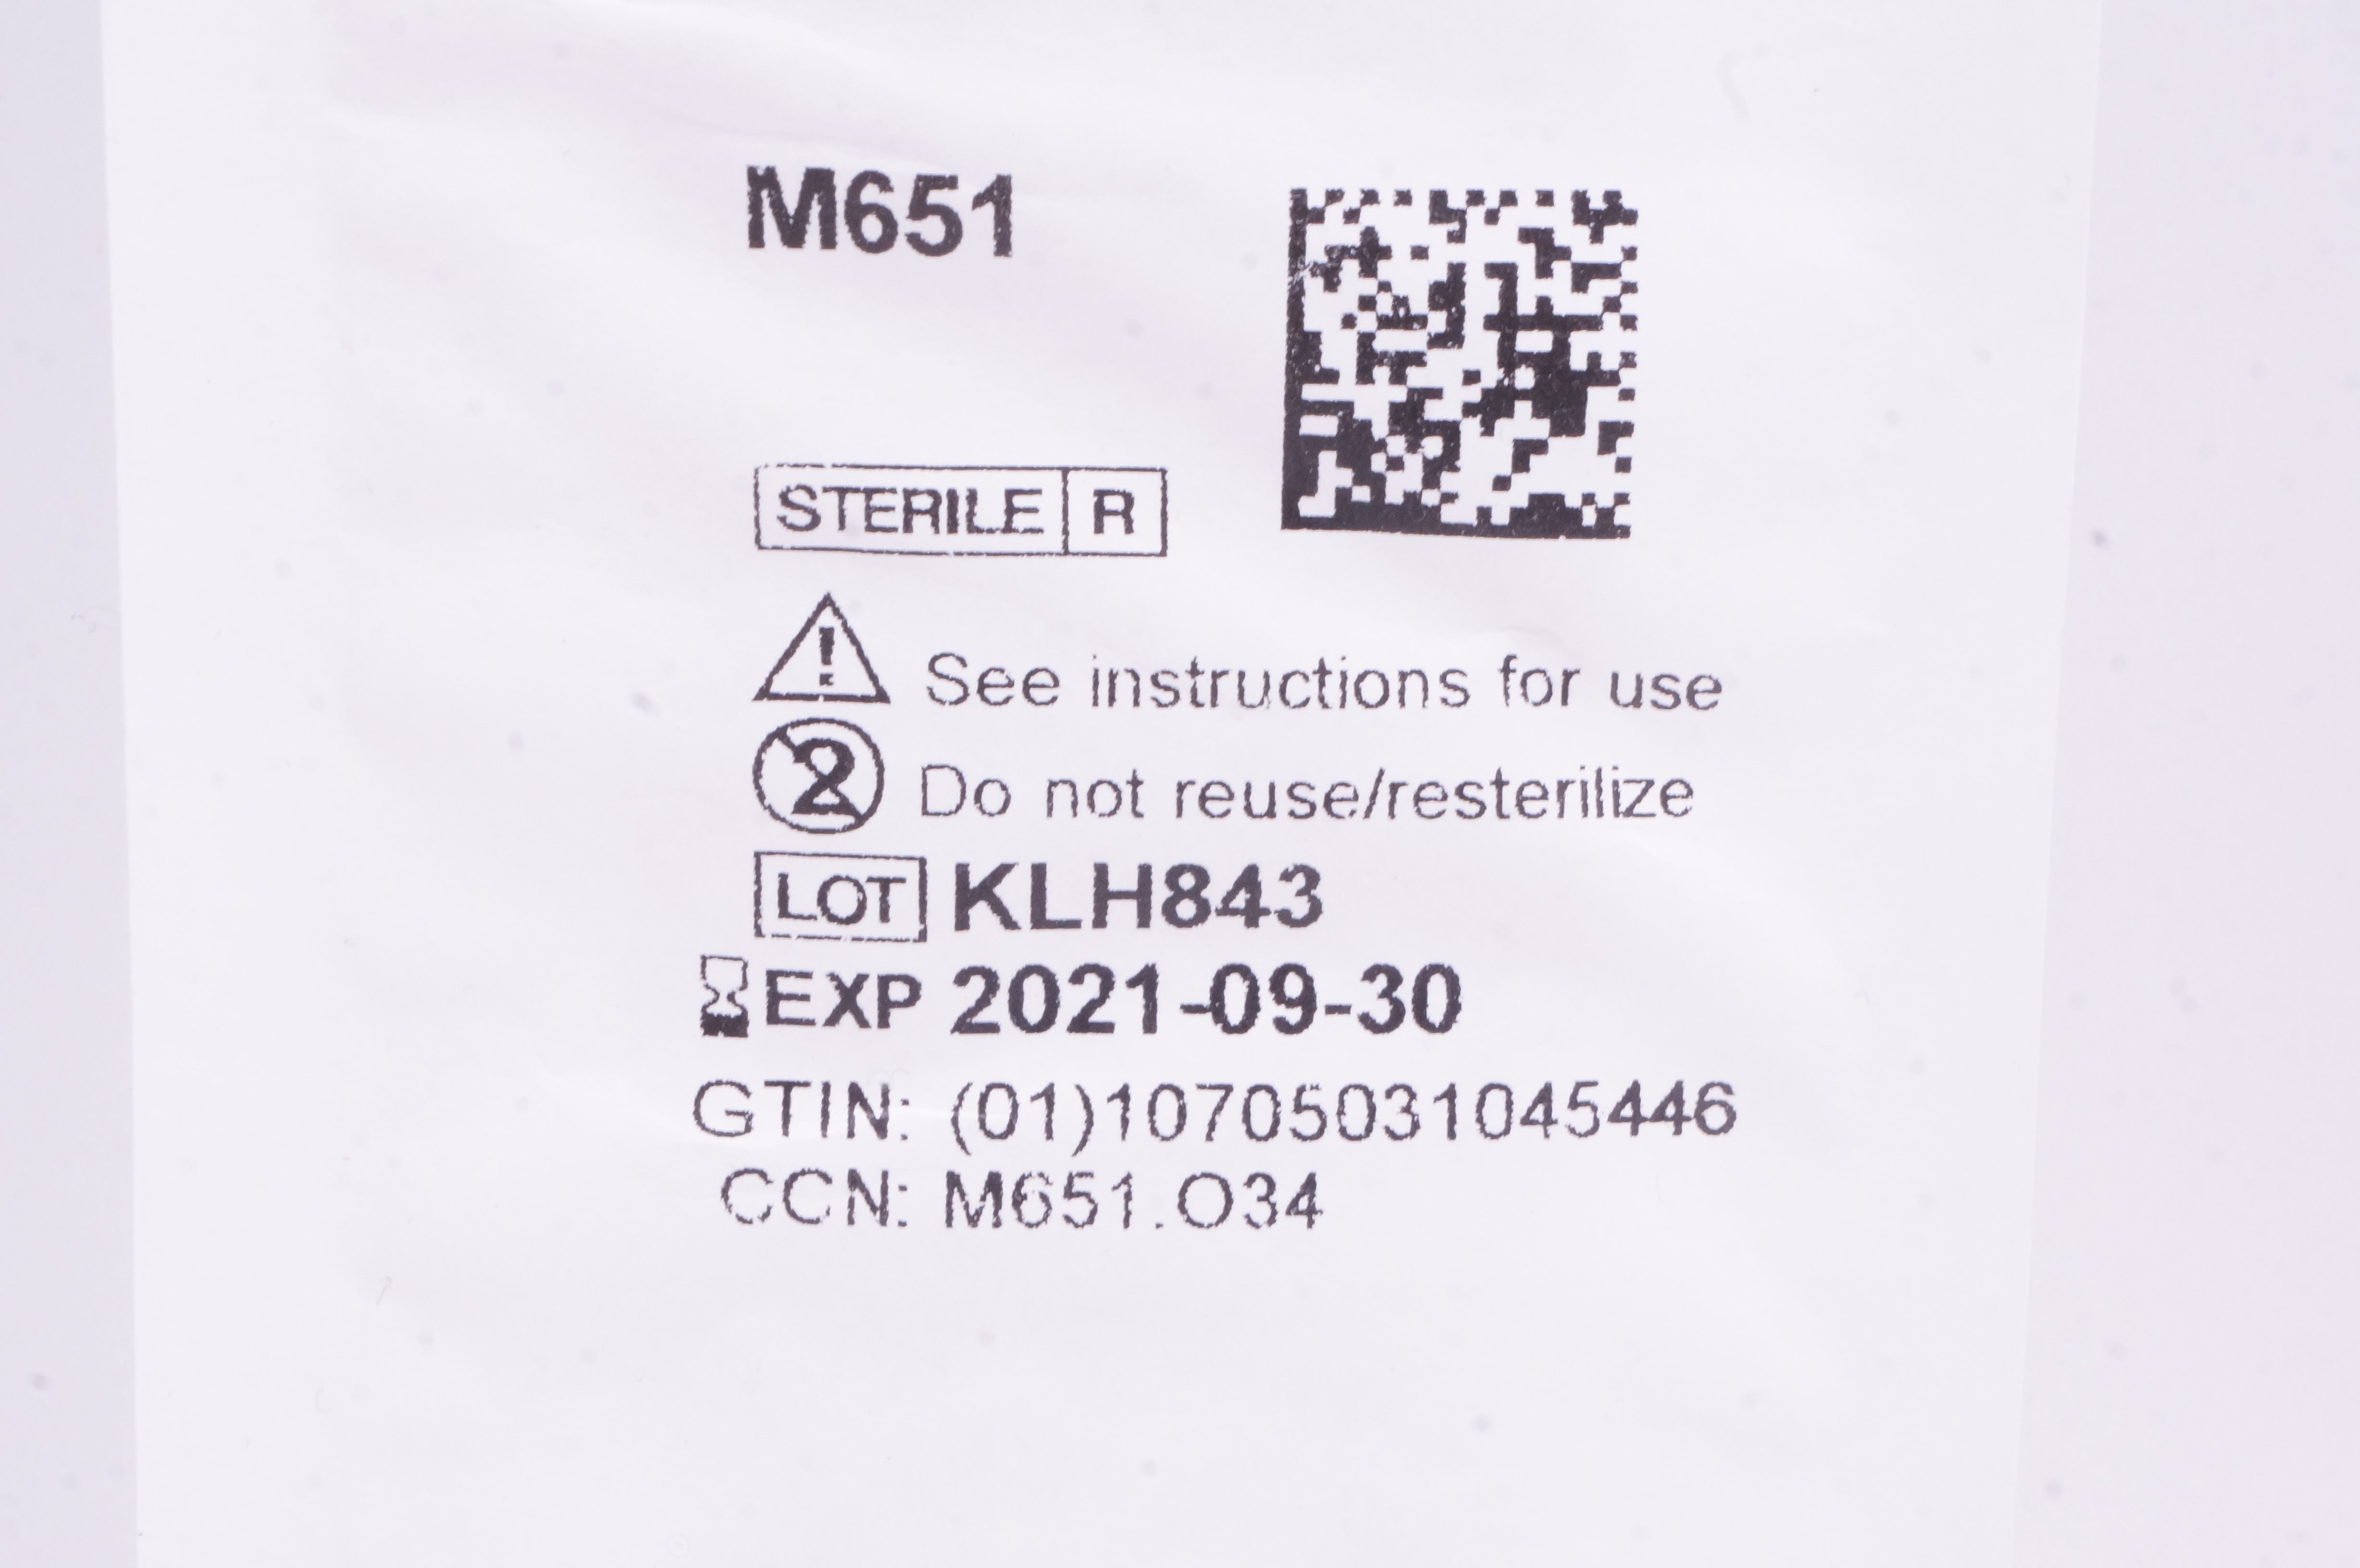 M651
STERILE R
! See instructions for use
2 Do not reuse/resterilize
LOT KLH843
EXP 2021-09-30
GTIN: (01)10705031045446
CCN: M651.O34